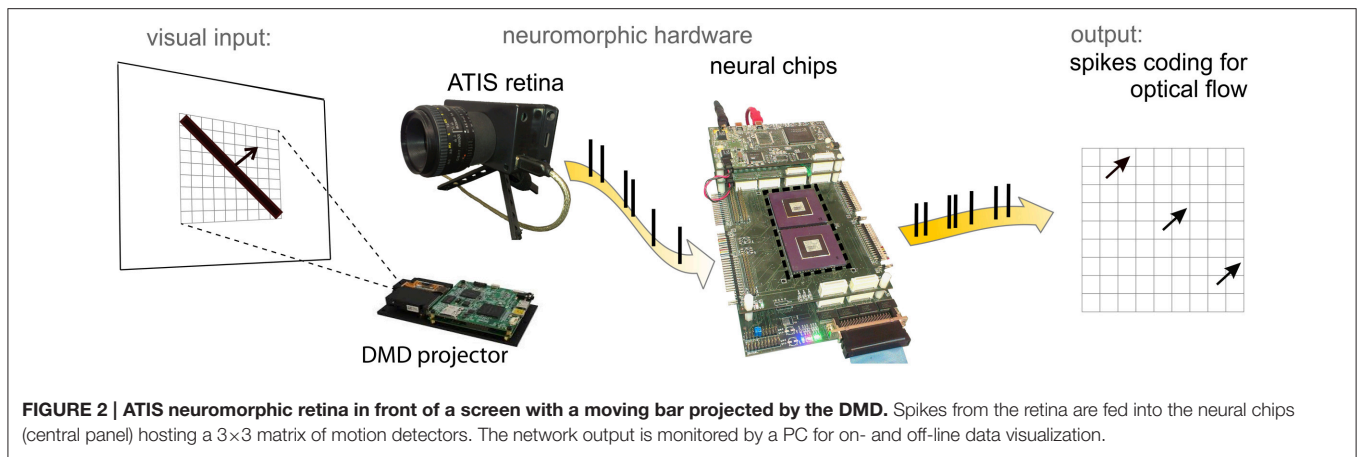 visual input:
neuromorphic hardware
output:
ATIS retina
neural chips
spikes coding for
optical flow
DMD projector
FIGURE 2 | ATIS neuromorphic retina in front of a screen with a moving bar projected by the DMD. Spikes from the retina are fed into the neural chips
(central panel) hosting a 3×3 matrix of motion detectors. The network output is monitored by a PC for on- and off-line data visualization.